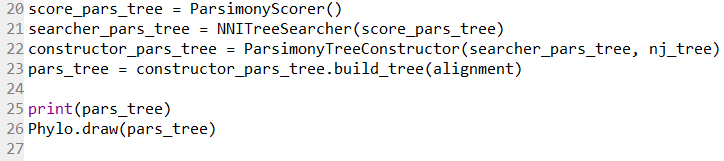 20 score_pars_tree = ParsimonyScorer()
21 searcher_pars_tree = NNITreeSearcher(score_pars_tree)
22 constructor_pars_tree = ParsimonyTreeConstructor(searcher_pars_tree, nj_tree)
23 pars_tree = constructor_pars_tree.build_tree(alignment)
24
25 print(pars_tree)
26 Phylo.draw(pars_tree)
27